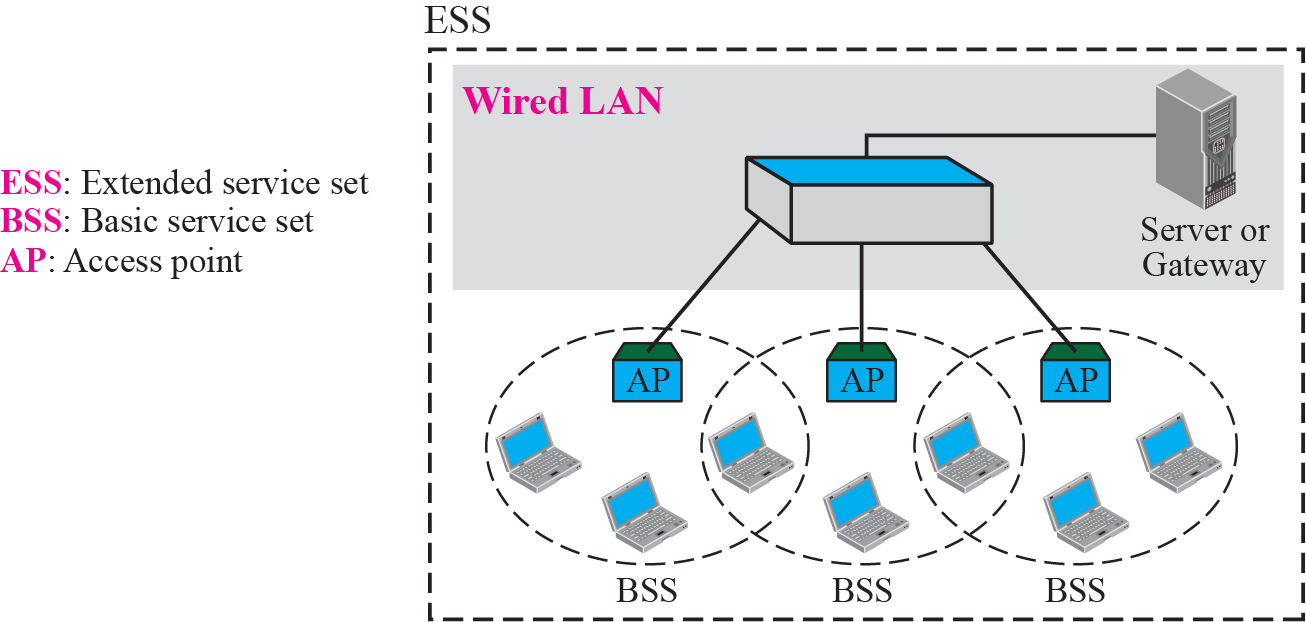 ESS
Wired LAN
ESS: Extended service set
BSS: Basic service set
AP: Access point
Server or
Gateway
AP
AP
AP
BSS
BSS
BSS